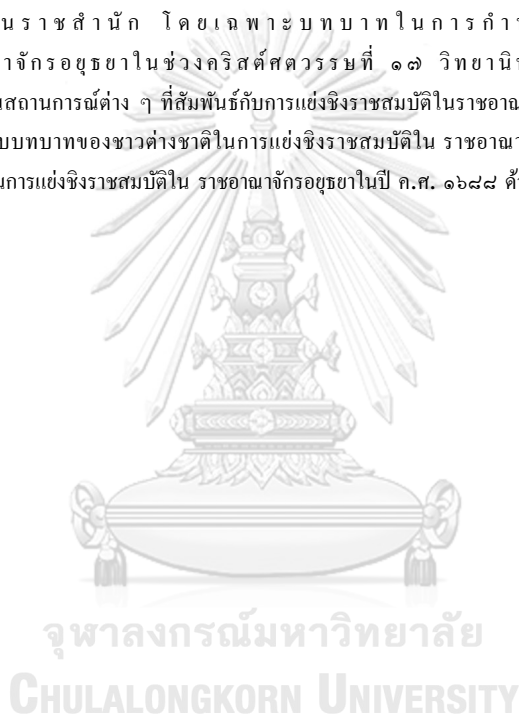 นราชสำนัก โดยเฉพาะบทบาทในการกำ
าจักรอยุธยาในช่วงคริสต์ศตวรรษที่ ๑๗ วิทยานิ
นสถานการณ์ต่าง ๆ ที่สัมพันธ์กับการแย่งชิงราชสมบัติในราชอาณ
บบทบาทของชาวต่างชาติในการแย่งชิงราชสมบัติใน ราชอาณา
นการแย่งชิงราชสมบัติใน ราชอาณาจักรอยุธยาในปี ค.ศ. ๑๖๘๘ ด้
จุฬาลงกรณ์มหาวิทยาลัย
CHULALONGKORN UNIVERSITY